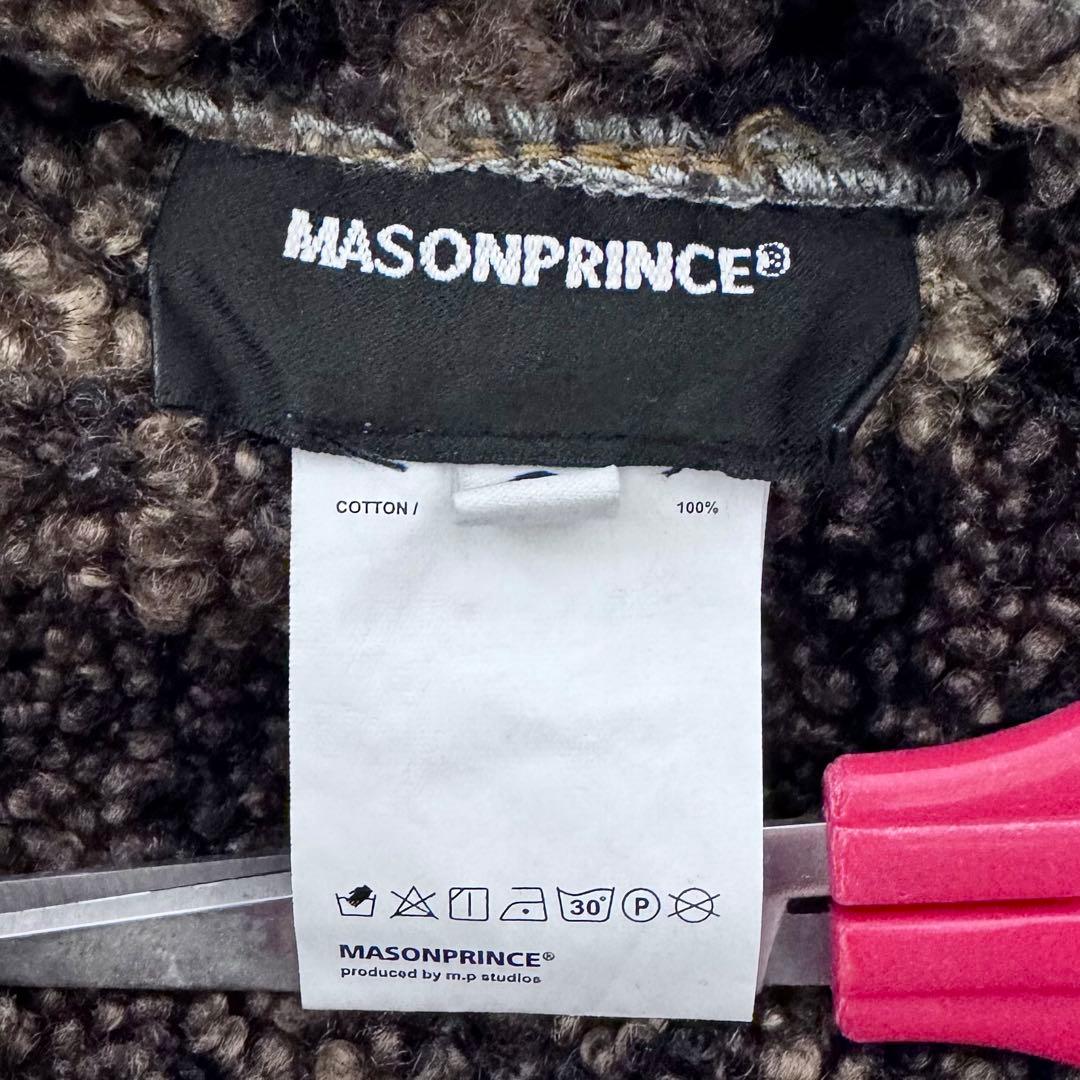 MASONPRINCE®
COTTON / 100%
30°
P
MASONPRINCE®
produced by m.p studios